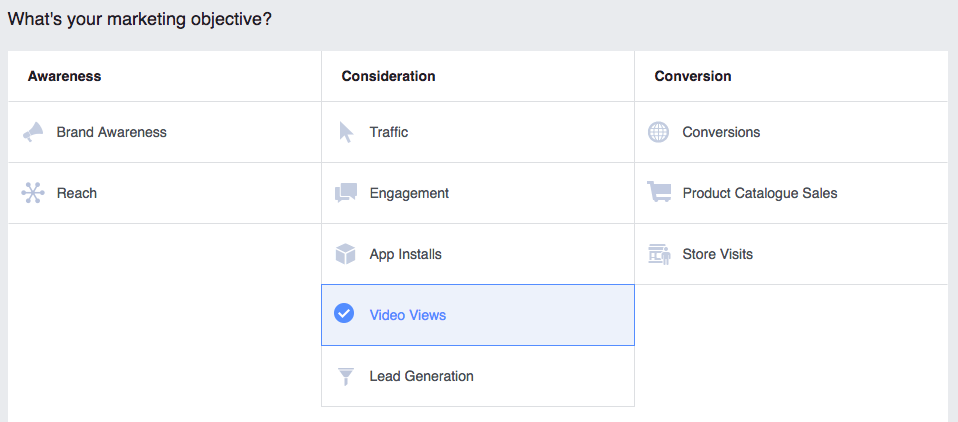 What's your marketing objective?
Awareness
Consideration
Conversion
Brand Awareness
Traffic
Conversions
Reach
Engagement
Product Catalogue Sales
App Installs
Store Visits
Video Views
Lead Generation